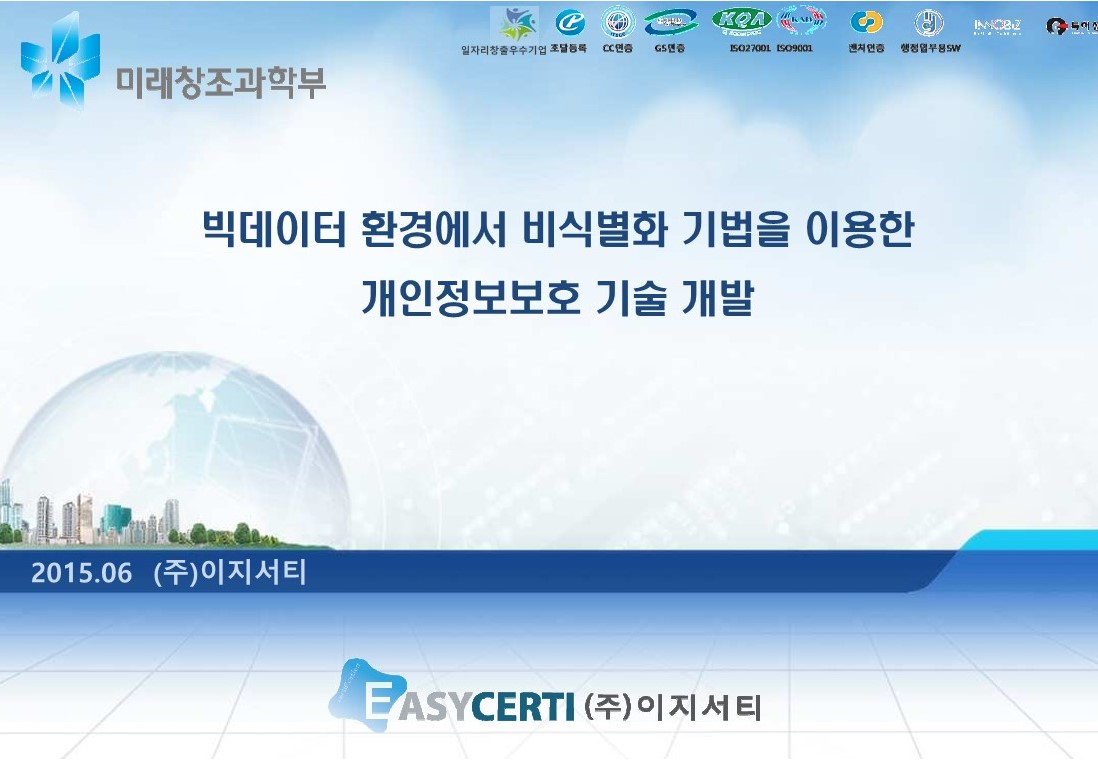 미래창조과학부
일자리창출우수기업 조달등록 CC인증 GS인증 ISO27001 ISO9001 벤처인증 행정업무용SW
KQA
INNOBIZ
빅데이터 환경에서 비식별화 기법을 이용한
개인정보보호 기술 개발
2015.06 (주)이지서티
EASYCERTI (주)이지서티